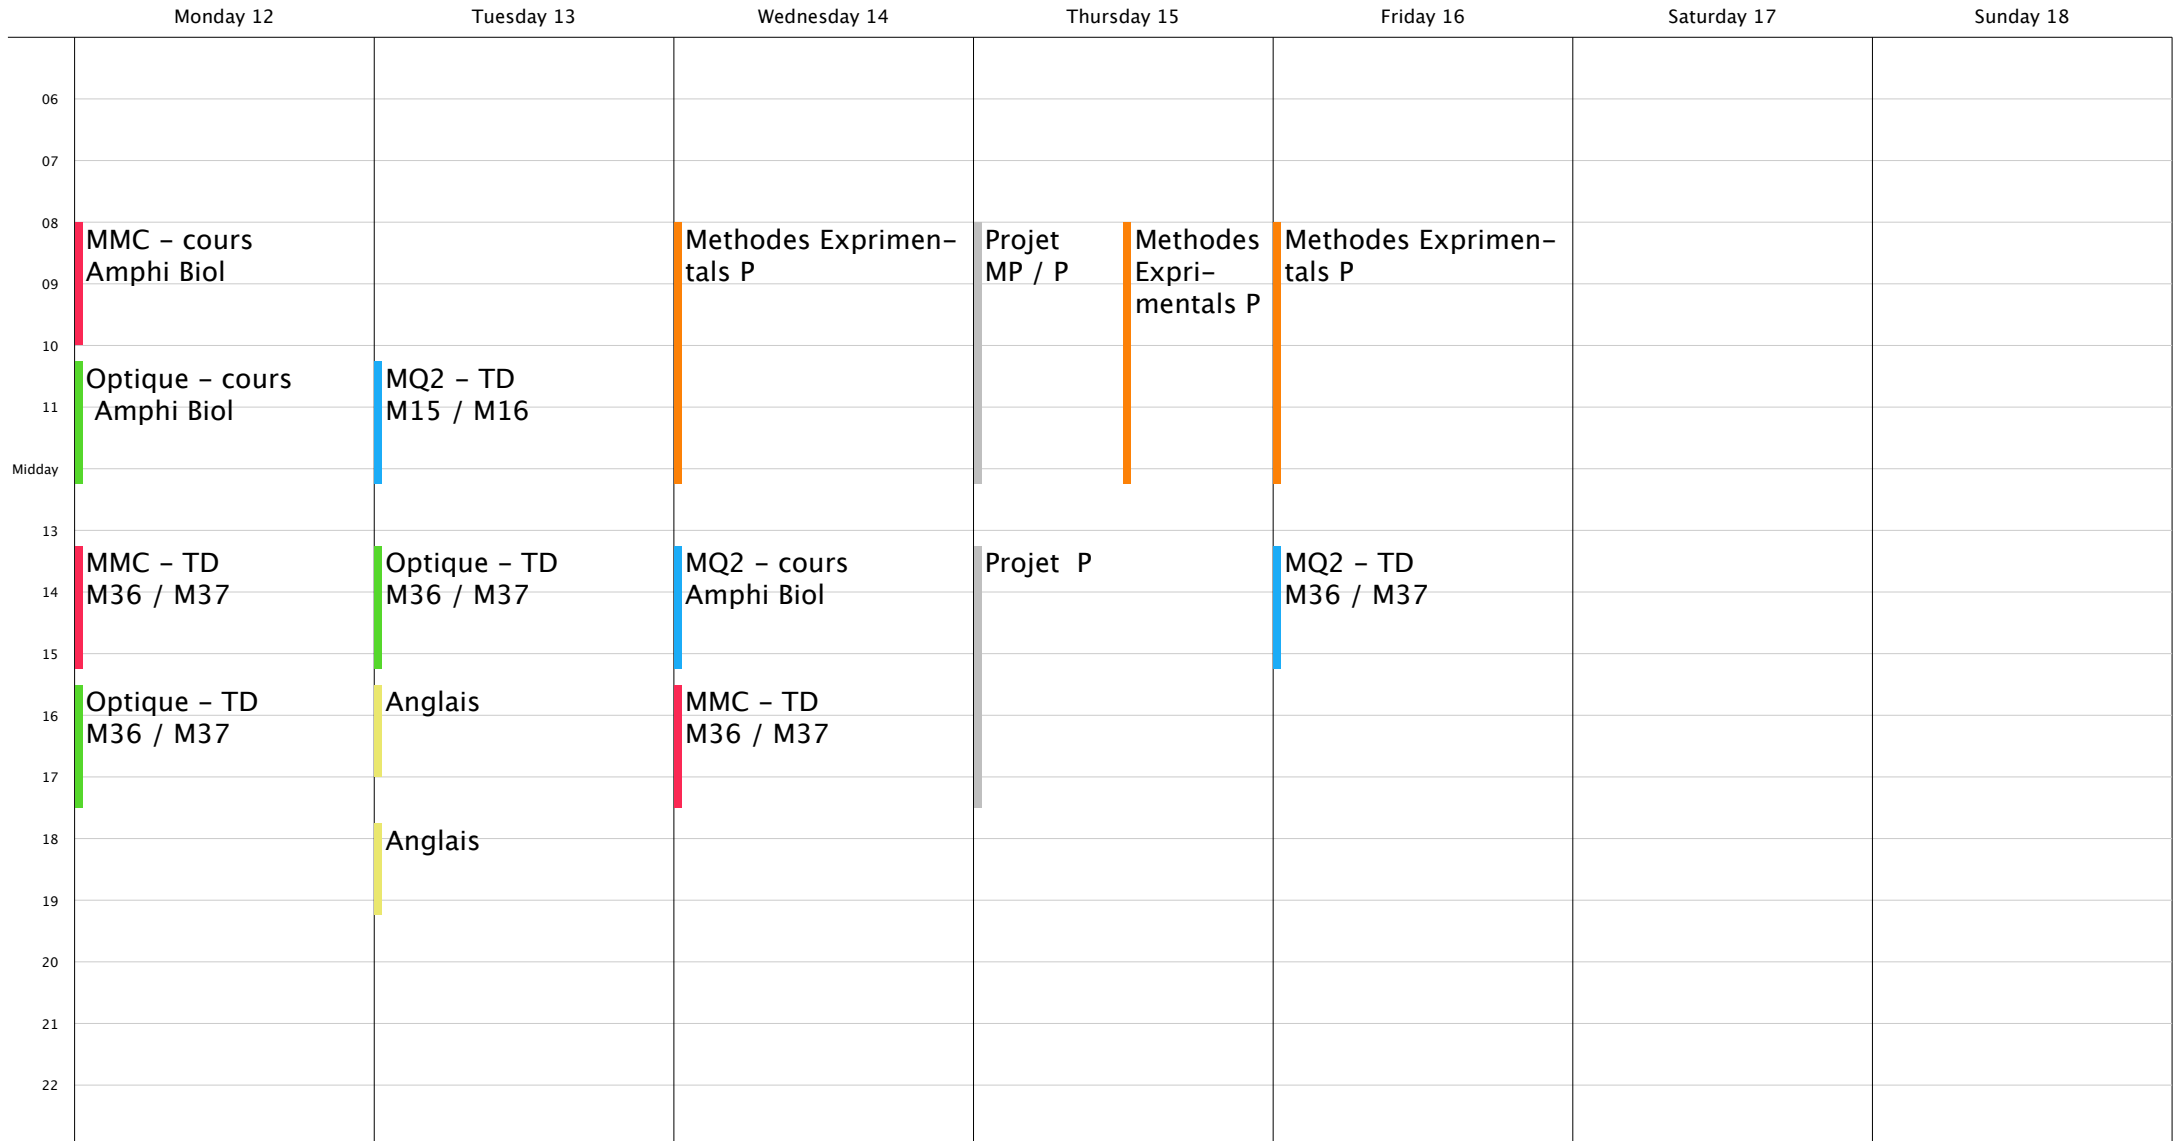 Monday 12
Tuesday 13
Wednesday 14
Thursday 15
Friday 16
Saturday 17
Sunday 18
06
07
08
09
10
11
Midday
13
14
15
16
17
18
19
20
21
22
MMC – cours
Amphi Biol
Optique – cours
Amphi Biol
MMC – TD
M36 / M37
Optique – TD
M36 / M37
MQ2 – TD
M15 / M16
Optique – TD
M36 / M37
Anglais
Anglais
Methodes Exprimen–
tals P
MQ2 – cours
Amphi Biol
MMC – TD
M36 / M37
Projet
MP / P
Methodes
Expri–
mentals P
Projet P
Methodes Exprimen–
tals P
MQ2 – TD
M36 / M37